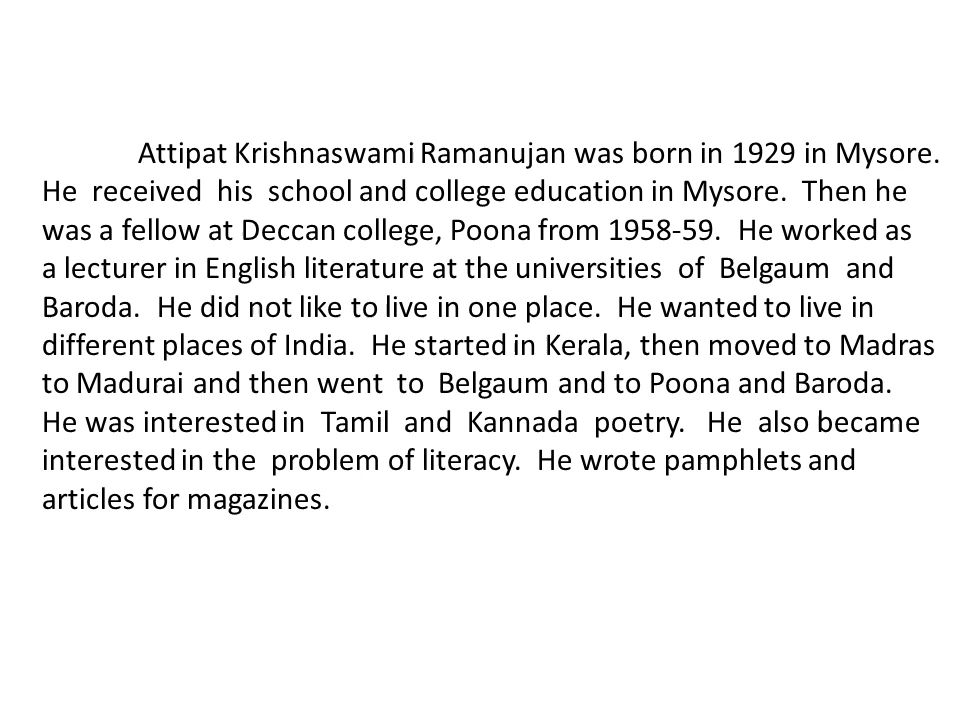 Attipat Krishnaswami Ramanujan was born in 1929 in Mysore.
He received his school and college education in Mysore. Then he
was a fellow at Deccan college, Poona from 1958-59. He worked as
a lecturer in English literature at the universities of Belgaum and
Baroda. He did not like to live in one place. He wanted to live in
different places of India. He started in Kerala, then moved to Madras
to Madurai and then went to Belgaum and to Poona and Baroda.
He was interested in Tamil and Kannada poetry. He also became
interested in the problem of literacy. He wrote pamphlets and
articles for magazines.